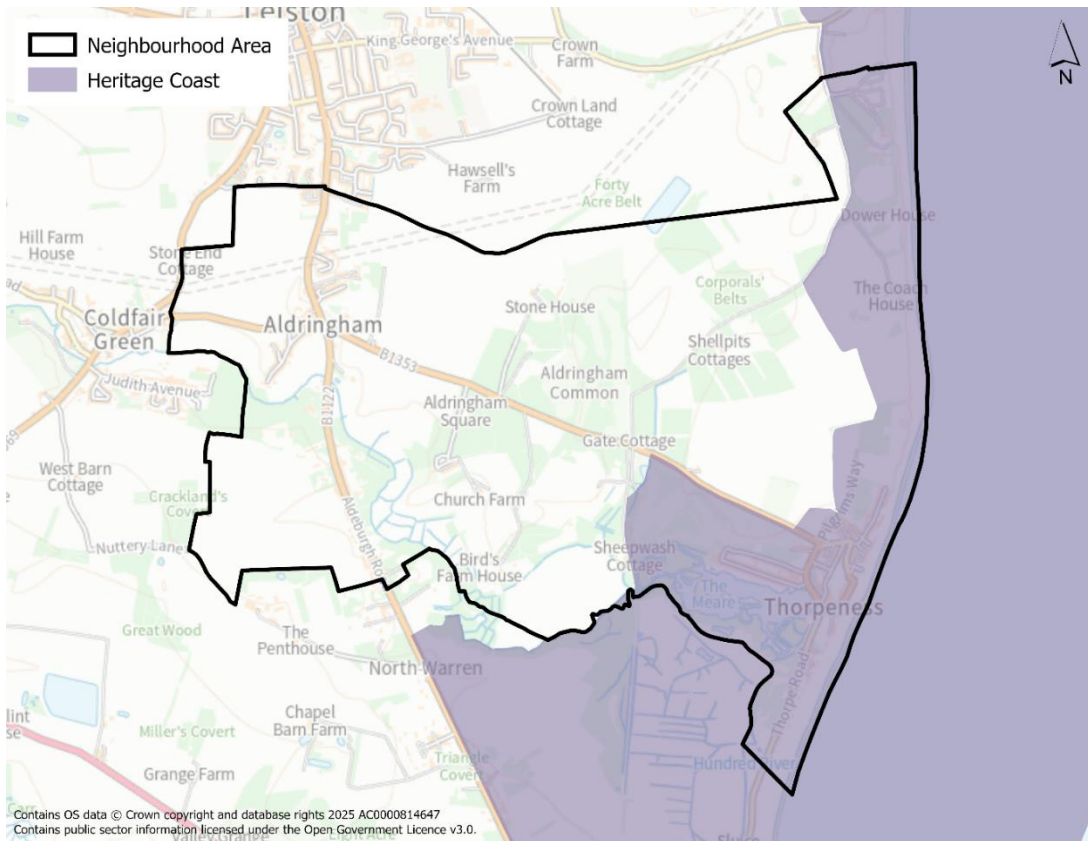 Leiston
Neighbourhood Area
Heritage Coast
King George's Avenue
Crown
Farm
N
Crown Land
Cottage
Hawsell's
Farm
Forty
Acre Belt
Dower House
Hill Farm
House
Stone End
Cottage
Corporals'
Belts
The Coach
House
Stone House
Coldfair
Green
Aldringham
Shellpits
Cottages
B1353
Judith Avenue
Aldringham
Common
B1122
Aldringham
Square
Gate Cottage
69
West Barn
Cottage
Crackland's
Church Farm
Pilgrims Way
Nuttery Lane
Aldeburgh Ro
Bird's
Farm House
Sheepwash
Cottage
The
Meare
Thorpeness
Great Wood
The
Penthouse
North Warren
Thorpe Road
Chapel
Barn Farm
Miller's Covert
Triangle
Covert
Hundred River
Grange Farm
Contains OS data © Crown copyright and database rights 2025 AC0000814647
Contains public sector information licensed under the Open Government Licence v3.0.